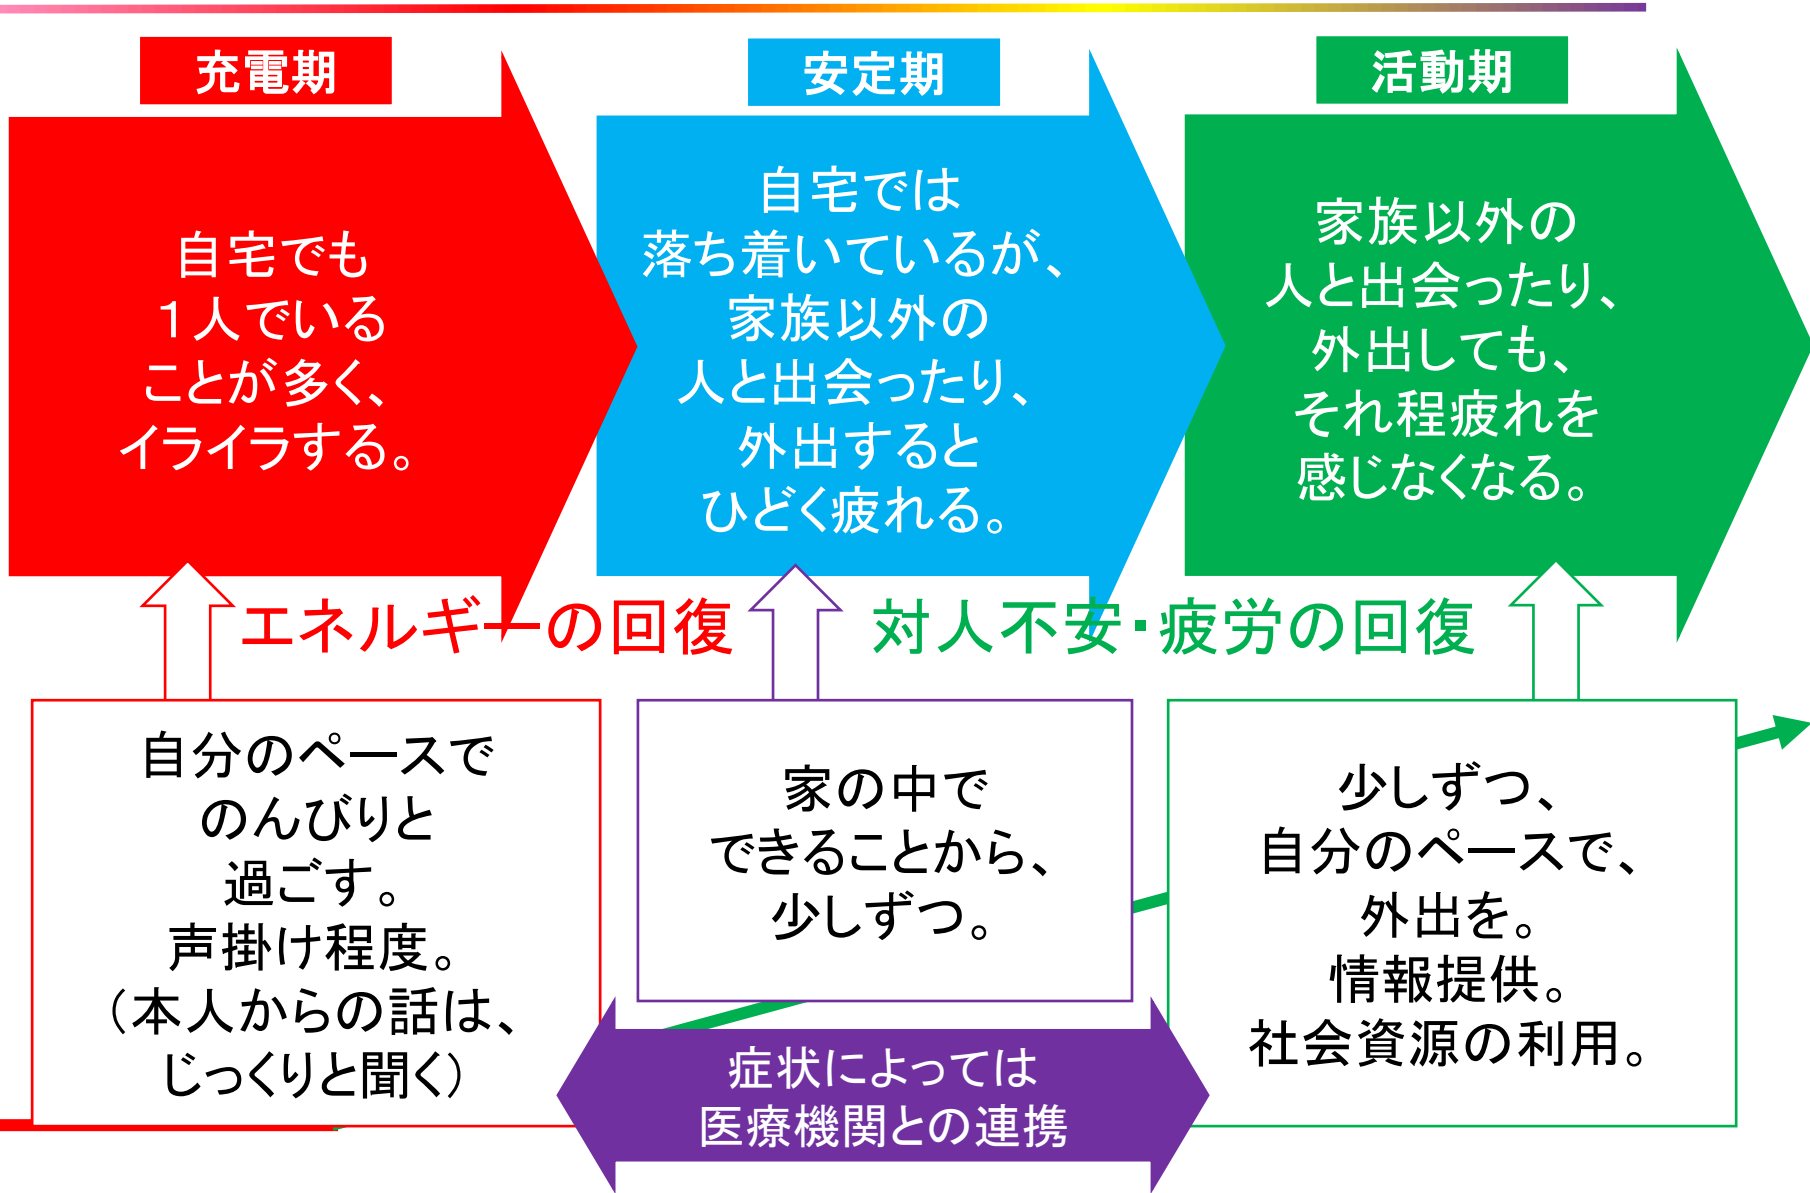 充電期
自宅でも
1人でいる
ことが多く、
イライラする。
安定期
自宅では
落ち着いているが、
家族以外の
人と出会ったり、
外出すると
ひどく疲れる。
活動期
家族以外の
人と出会ったり、
外出しても、
それ程疲れを
感じなくなる。
エネルギーの回復
対人不安・疲労の回復
自分のペースで
のんびりと
過ごす。
声掛け程度。
（本人からの話は、
じっくりと聞く）
家の中で
できることから、
少しずつ。
少しずつ、
自分のペースで、
外出を。
情報提供。
社会資源の利用。
症状によっては
医療機関との連携